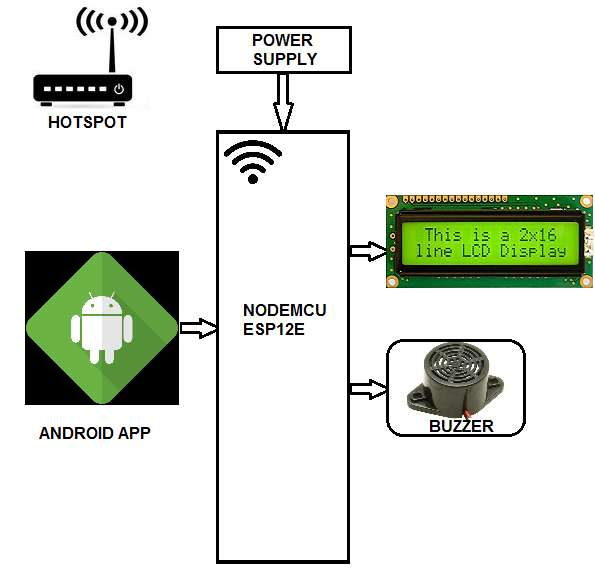 HOTSPOT
POWER
SUPPLY
This is a 2x16
line LCD Display
NODEMCU
ESP12E
ANDROID APP
BUZZER